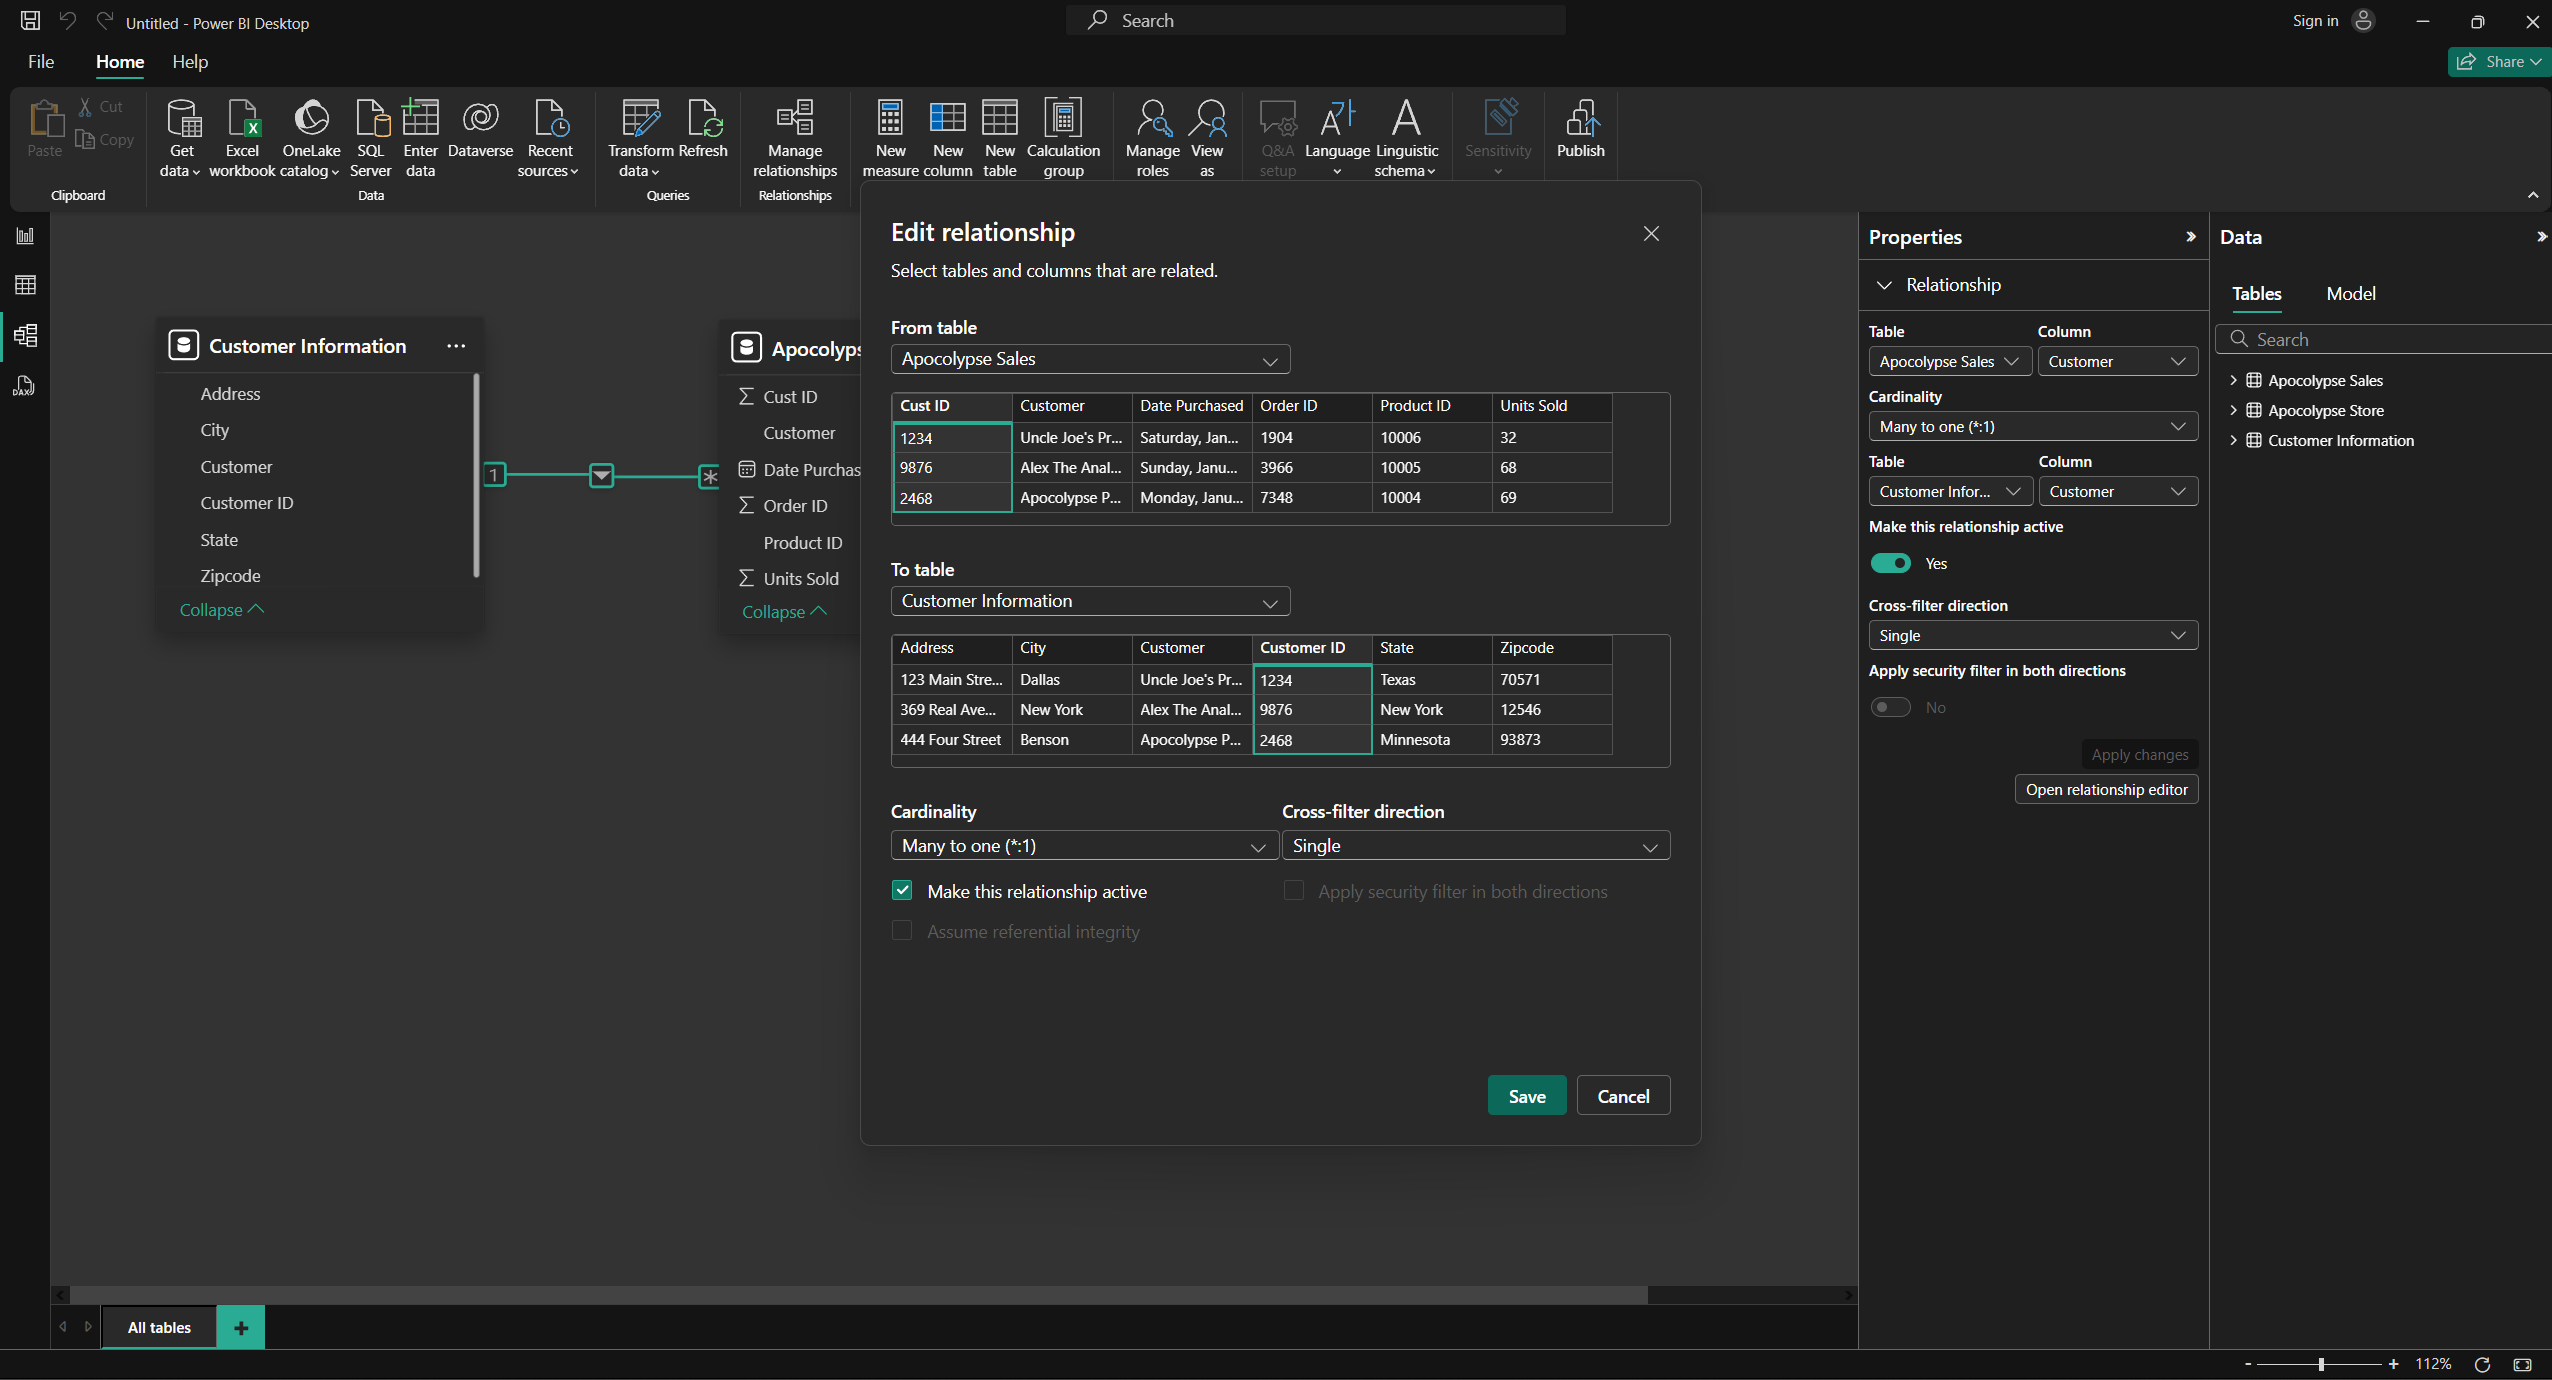 Untitled - Power BI Desktop
Search
Sign in
File Home Help
Share
Paste
Cut
Copy
Clipboard
Get data
Excel workbook
OneLake catalog
SQL Server
Enter data
Dataverse
Recent sources
Data
Transform data
Refresh
Queries
Manage relationships
Relationships
New measure
New column
New table
Calculation group
Manage roles
View as
Q&A setup
Language
Linguistic schema
Sensitivity
Publish
DAX
Customer Information
Address
City
Customer
Customer ID
State
Zipcode
Collapse
1
*
Apocolyps
Cust ID
Customer
Date Purchas
Order ID
Product ID
Units Sold
Collapse
Edit relationship
Select tables and columns that are related.
From table
Apocolypse Sales
Cust ID Customer Date Purchased Order ID Product ID Units Sold
1234 Uncle Joe's Pr... Saturday, Jan... 1904 10006 32
9876 Alex The Anal... Sunday, Janu... 3966 10005 68
2468 Apocolypse P... Monday, Janu... 7348 10004 69
To table
Customer Information
Address City Customer Customer ID State Zipcode
123 Main Stre... Dallas Uncle Joe's Pr... 1234 Texas 70571
369 Real Ave... New York Alex The Anal... 9876 New York 12546
444 Four Street Benson Apocolypse P... 2468 Minnesota 93873
Cardinality Cross-filter direction
Many to one (*:1) Single
Make this relationship active Apply security filter in both directions
Assume referential integrity
Save Cancel
Properties
Relationship
Table Column
Apocolypse Sales Customer
Cardinality
Many to one (*:1)
Table Column
Customer Infor... Customer
Make this relationship active
Yes
Cross-filter direction
Single
Apply security filter in both directions
No
Apply changes
Open relationship editor
Data
Tables Model
Search
Apocolypse Sales
Apocolypse Store
Customer Information
All tables +
- + 112%